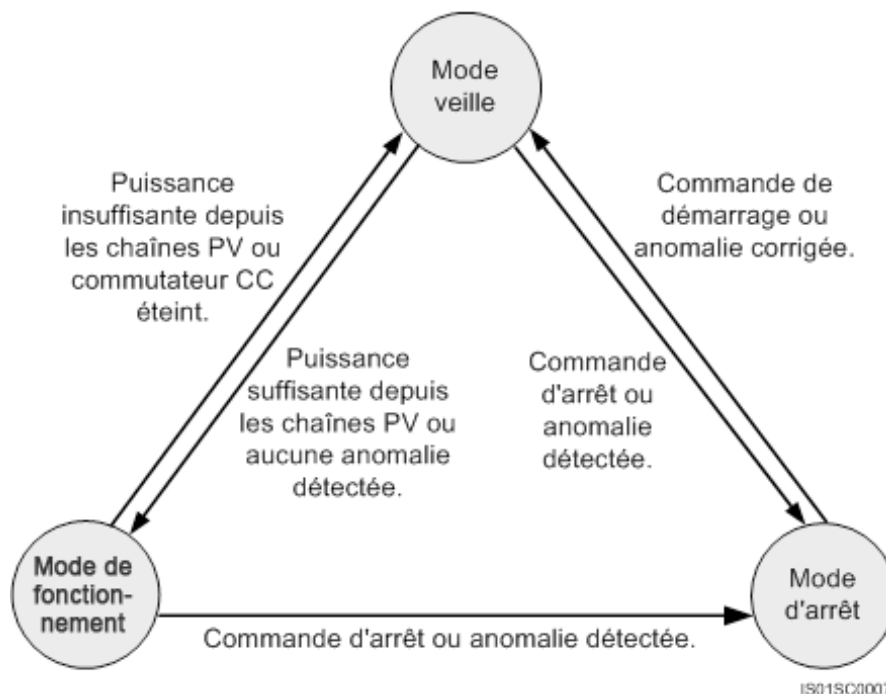 Mode
veille
Puissance
insuffisante depuis
les chaînes PV ou
commutateur CC
éteint.
Commande de
démarrage ou
anomalie corrigée.
Puissance
suffisante depuis
les chaînes PV ou
aucune anomalie
détectée.
Commande
d'arrêt ou
anomalie
détectée.
Mode de
fonction-
nement
Mode
d'arrêt
Commande d'arrêt ou anomalie détectée.